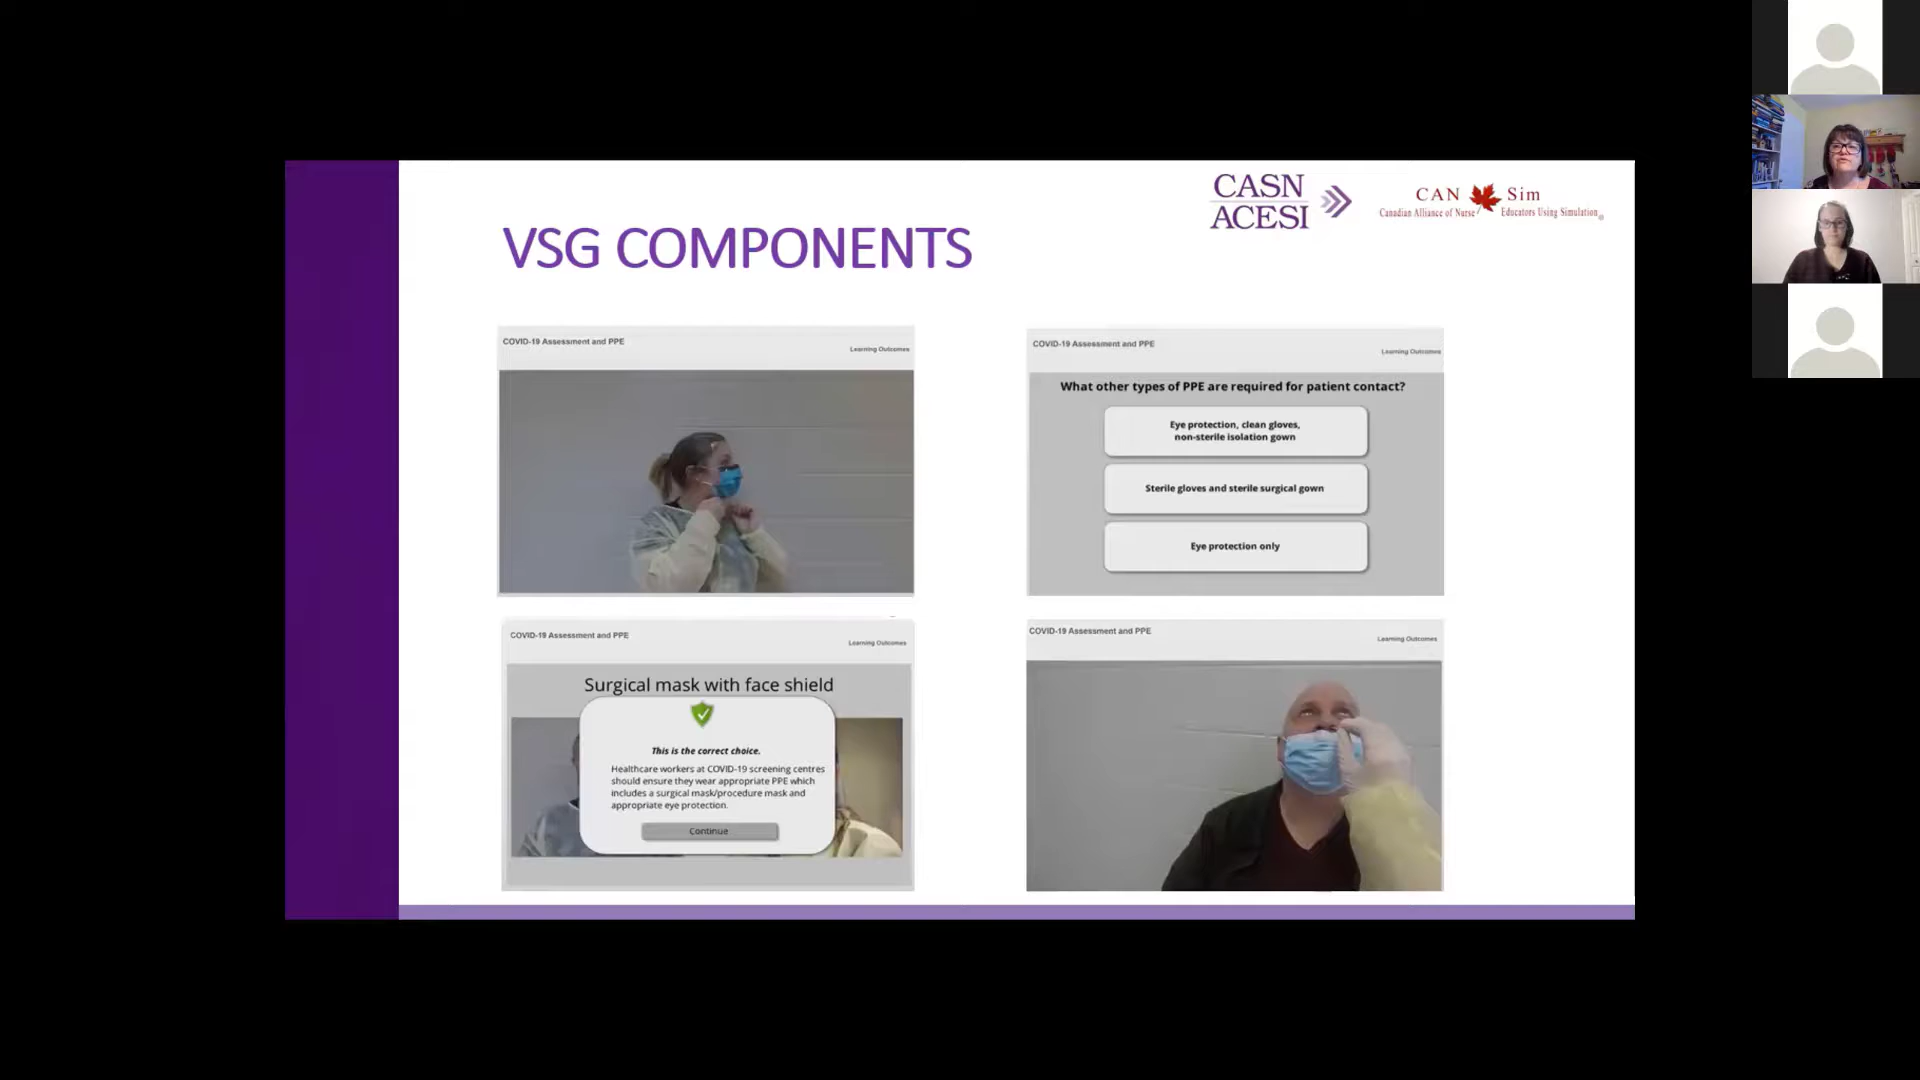 CASN
ACESI
CAN Sim
Canadian Alliance of Nurse Educators Using Simulation
VSG COMPONENTS
COVID-19 Assessment and PPE
Learning Outcomes
COVID-19 Assessment and PPE
Learning Outcomes
What other types of PPE are required for patient contact?
Eye protection, clean gloves,
non-sterile isolation gown
Sterile gloves and sterile surgical gown
Eye protection only
COVID-19 Assessment and PPE
Learning Outcomes
Surgical mask with face shield
This is the correct choice.
Healthcare workers at COVID-19 screening centres
should ensure they wear appropriate PPE which
includes a surgical mask/procedure mask and
appropriate eye protection.
Continue
COVID-19 Assessment and PPE
Learning Outcomes